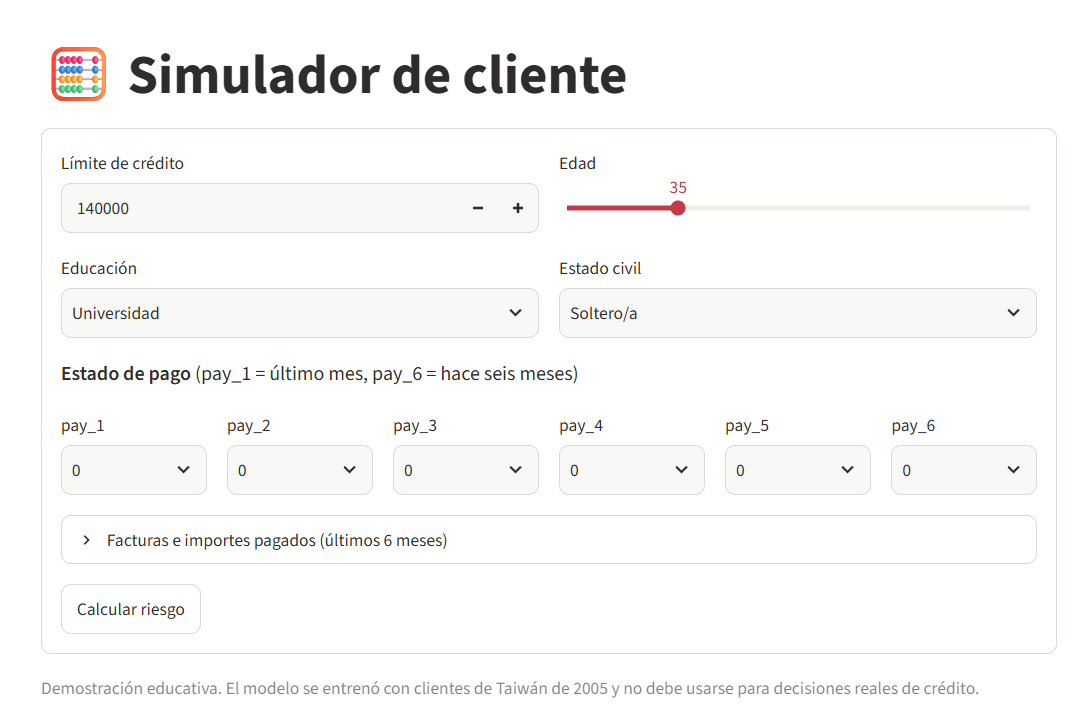 Simulador de cliente
Límite de crédito
Edad
35
140000
Educación
Estado civil
Universidad
Soltero/a
Estado de pago (pay_1 = último mes, pay_6 = hace seis meses)
pay_1 pay_2 pay_3 pay_4 pay_5 pay_6
0 0 0 0 0 0
Facturas e importes pagados (últimos 6 meses)
Calcular riesgo
Demostración educativa. El modelo se entrenó con clientes de Taiwán de 2005 y no debe usarse para decisiones reales de crédito.